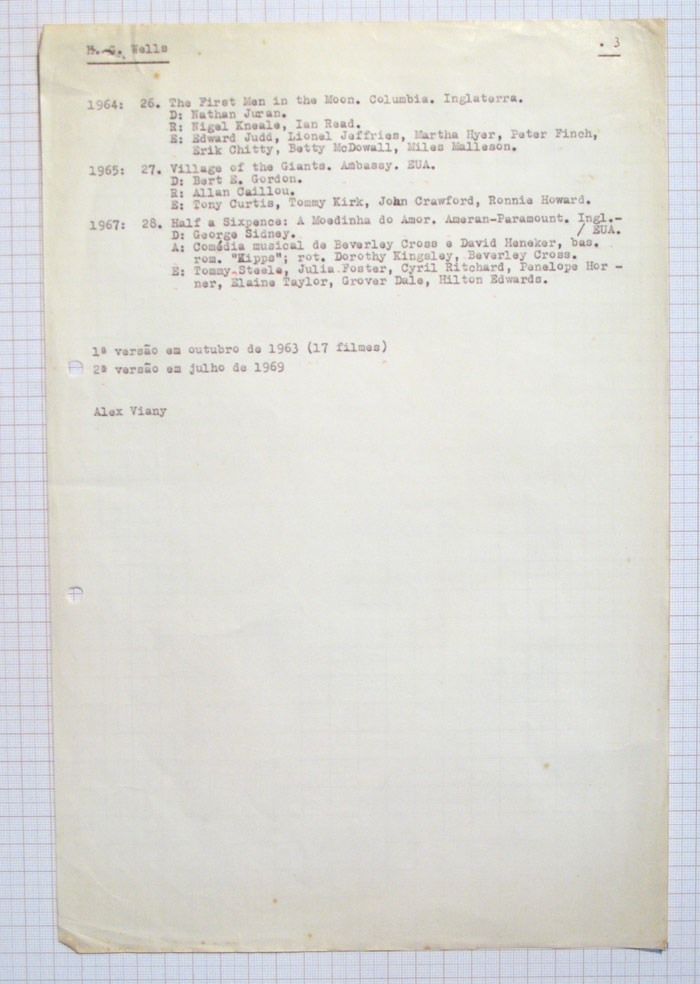 H. G. Wells
. 3
1964: 26. The First Men in the Moon. Columbia. Inglaterra.
D: Nathan Juran.
R: Nigel Kneale, Ian Read.
E: Edward Judd, Lionel Jeffries, Martha Hyer, Peter Finch,
Erik Chitty, Betty McDowall, Miles Malleson.
1965: 27. Village of the Giants. Embassy. EUA.
D: Bert E. Gordon.
R: Allan Caillou.
E: Tony Curtis, Tommy Kirk, John Crawford, Ronnie Howard.
1967: 28. Half a Sixpence: A Moedinha do Amor. Ameran-Paramount. Ingl.-
D: George Sidney. / EUA.
A: Comédia musical de Beverley Cross e David Heneker, bas.
rom. "Kipps"; rot. Dorothy Kingsley, Beverley Cross.
E: Tommy Steele, Julia Foster, Cyril Ritchard, Penelope Hor -
ner, Elaine Taylor, Grover Dale, Hilton Edwards.
1ª versão em outubro de 1963 (17 filmes)
2ª versão em julho de 1969
Alex Viany